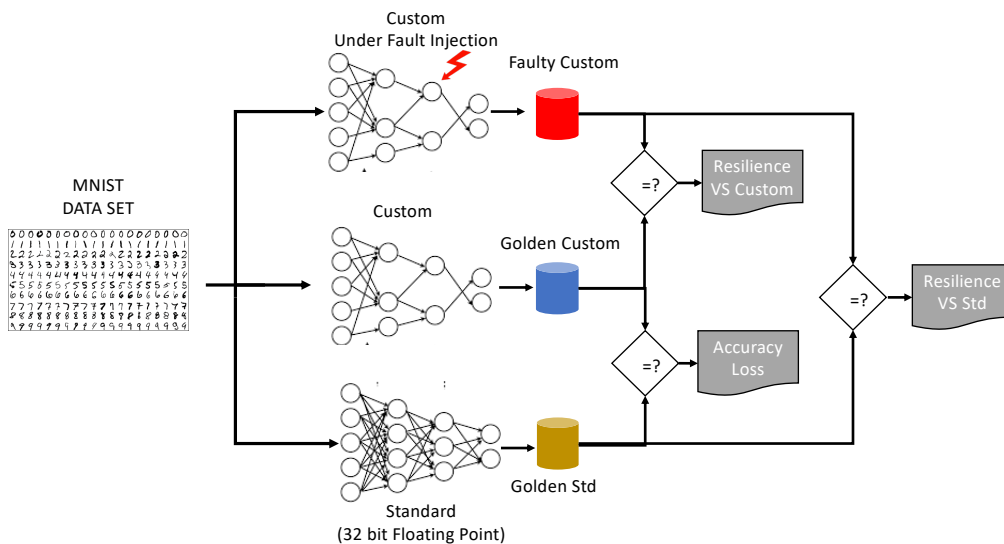 Custom
Under Fault Injection
Faulty Custom
=?
Resilience
VS Custom
MNIST
DATA SET
Custom
Golden Custom
=?
Resilience
VS Std
=?
Accuracy
Loss
Golden Std
Standard
(32 bit Floating Point)